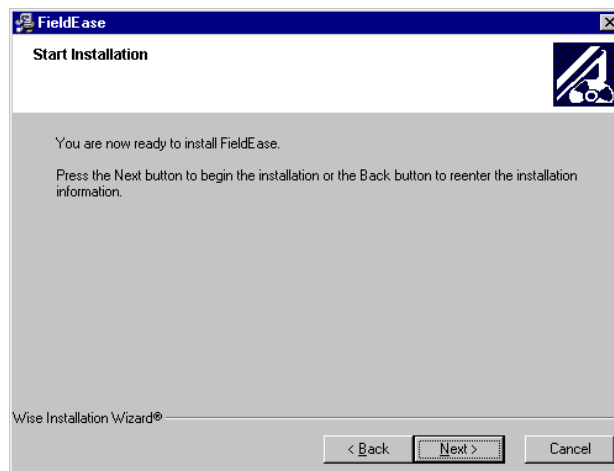 FieldEase
Start Installation
You are now ready to install FieldEase.
Press the Next button to begin the installation or the Back button to reenter the installation
information.
Wise Installation Wizard®
< Back
Next >
Cancel